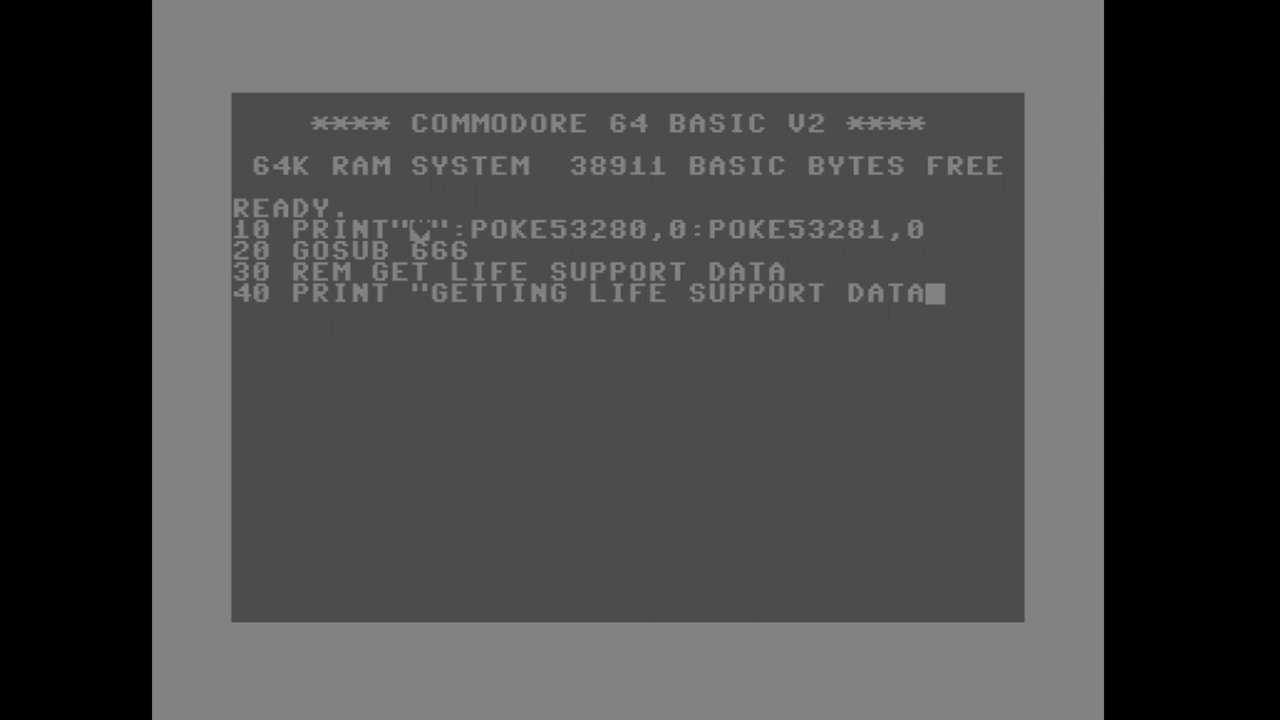 **** COMMODORE 64 BASIC V2 ****
64K RAM SYSTEM  38911 BASIC BYTES FREE
READY.
10 PRINT"♥":POKE53280,0:POKE53281,0
20 GOSUB 666
30 REM GET LIFE SUPPORT DATA
40 PRINT "GETTING LIFE SUPPORT DATA